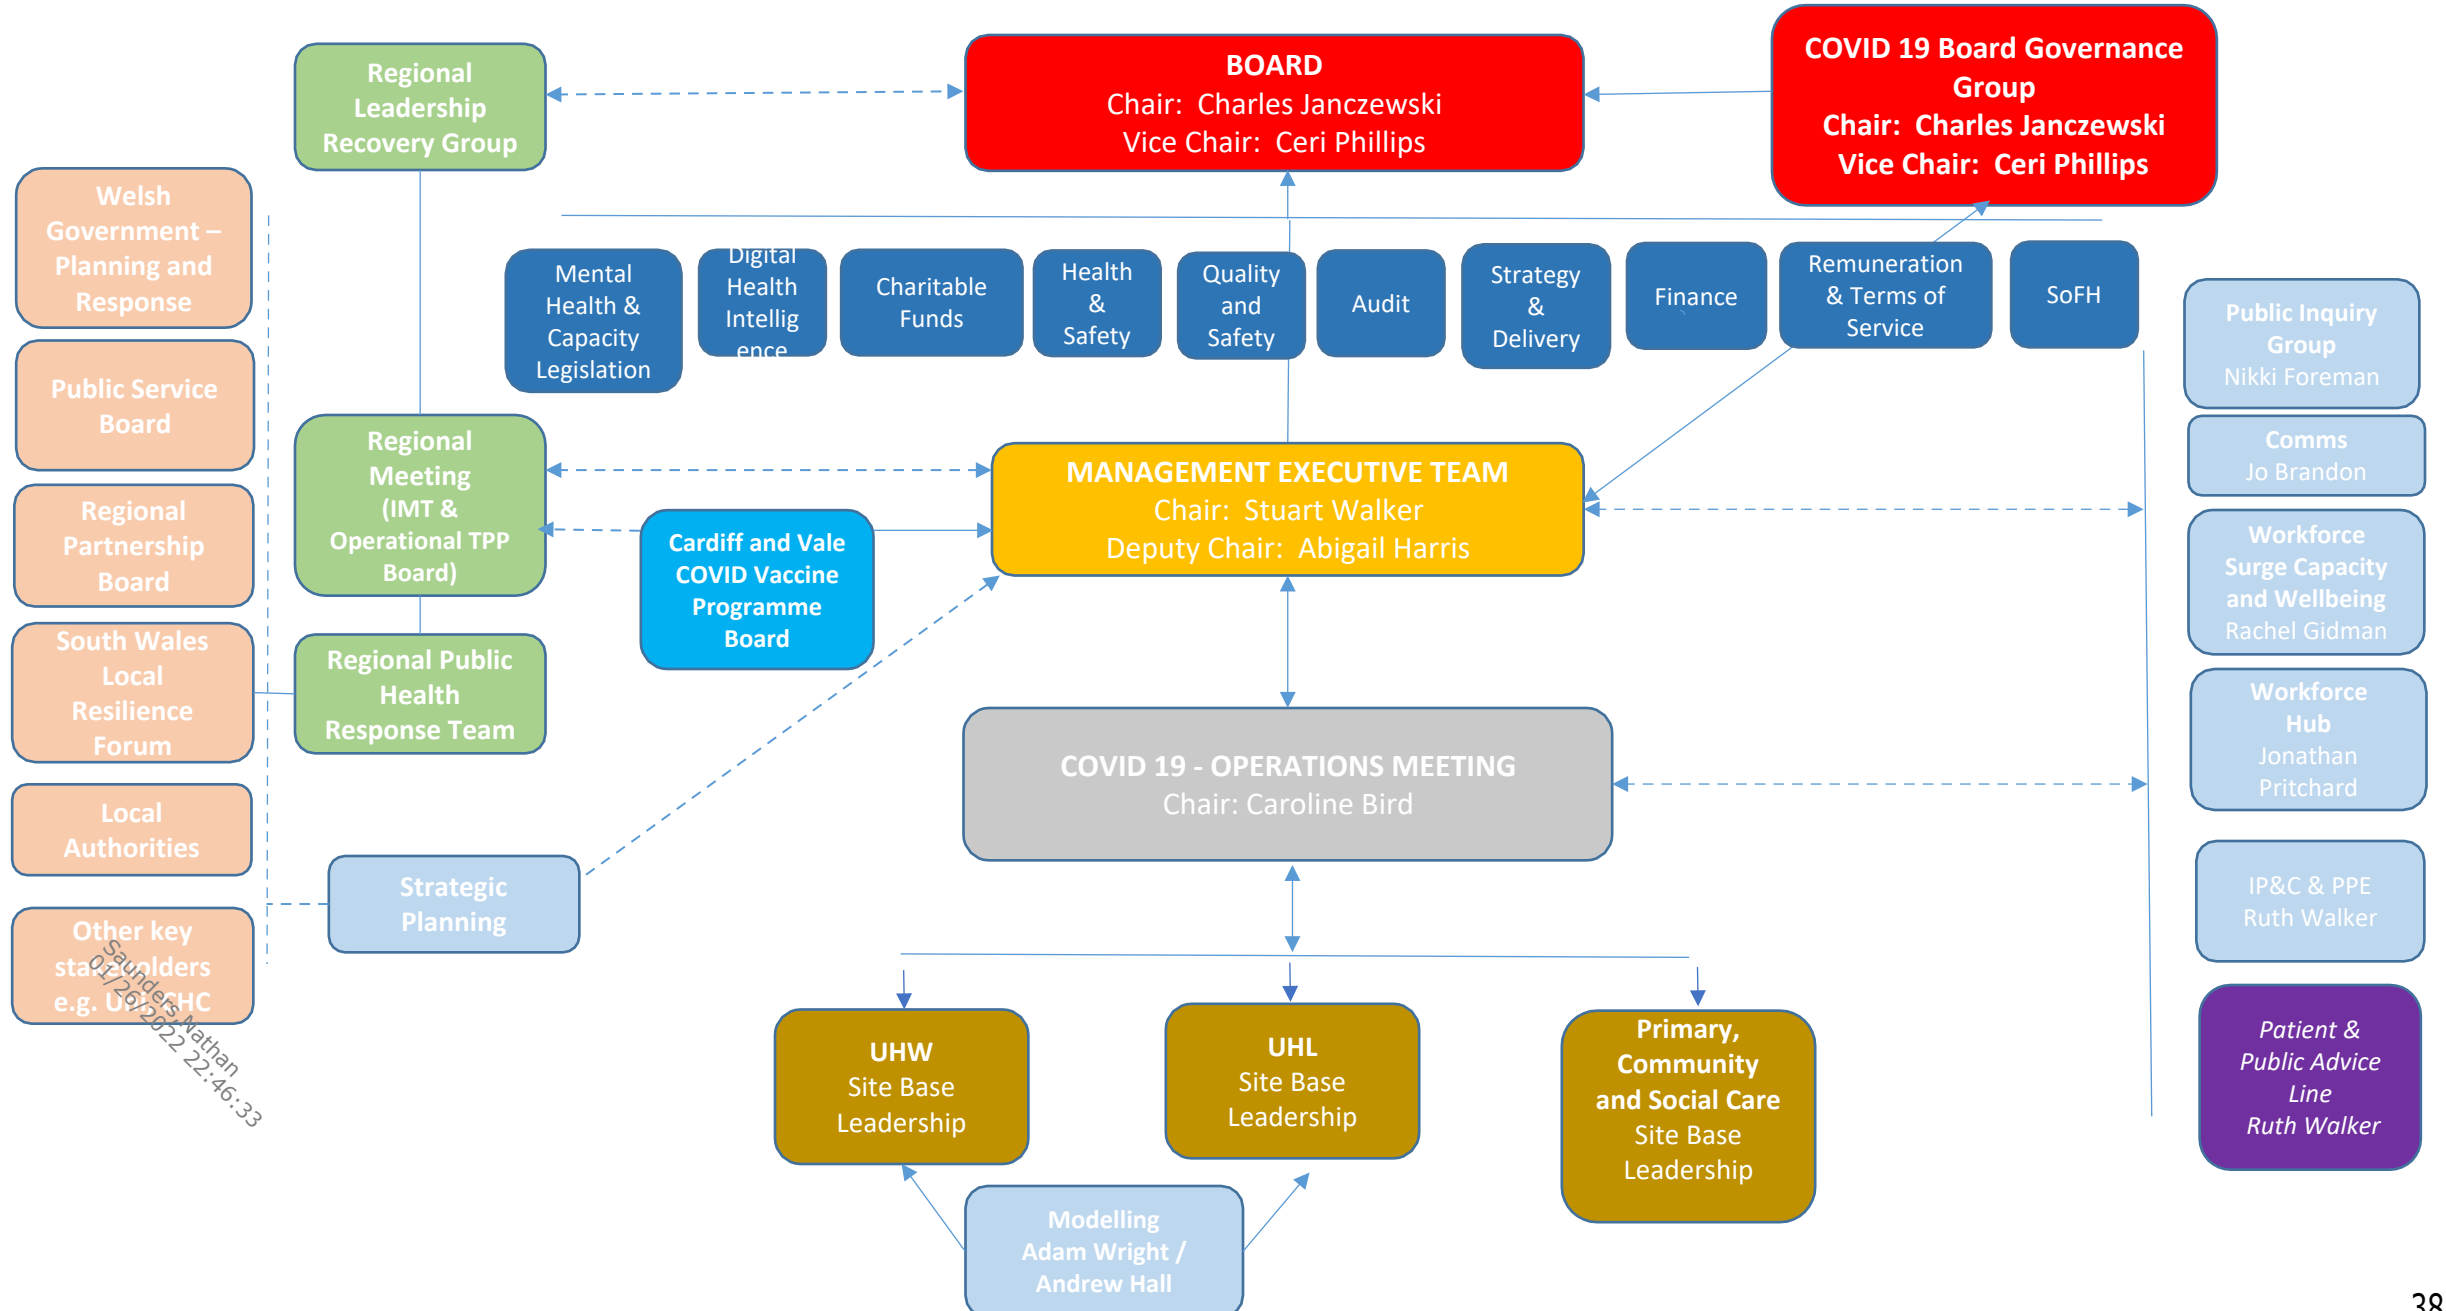 Regional
Leadership
Recovery Group
BOARD
Chair: Charles Janczewski
Vice Chair: Ceri Phillips
COVID 19 Board Governance
Group
Chair: Charles Janczewski
Vice Chair: Ceri Phillips
Welsh
Government –
Planning and
Response
Public Service
Board
Regional
Partnership
Board
South Wales
Local
Resilience
Forum
Local
Authorities
Other key
stakeholders
e.g. CHC
Mental
Health &
Capacity
Legislation
Digital
Health
Intellig
ence
Charitable
Funds
Health
&
Safety
Quality
and
Safety
Audit
Strategy
&
Delivery
Finance
Remuneration
& Terms of
Service
SoFH
Regional
Meeting
(IMT &
Operational TPP
Board)
Regional Public
Health
Response Team
Cardiff and Vale
COVID Vaccine
Programme
Board
MANAGEMENT EXECUTIVE TEAM
Chair: Stuart Walker
Deputy Chair: Abigail Harris
COVID 19 - OPERATIONS MEETING
Chair: Caroline Bird
Strategic
Planning
UHW
Site Base
Leadership
UHL
Site Base
Leadership
Primary,
Community
and Social Care
Site Base
Leadership
Modelling
Adam Wright /
Andrew Hall
Public Inquiry
Group
Nikki Foreman
Comms
Jo Brandon
Workforce
Surge Capacity
and Wellbeing
Rachel Gidman
Workforce
Hub
Jonathan
Pritchard
IP&C & PPE
Ruth Walker
Patient &
Public Advice
Line
Ruth Walker
Saunders,Nathan
01/26/2022 22:46:33
38